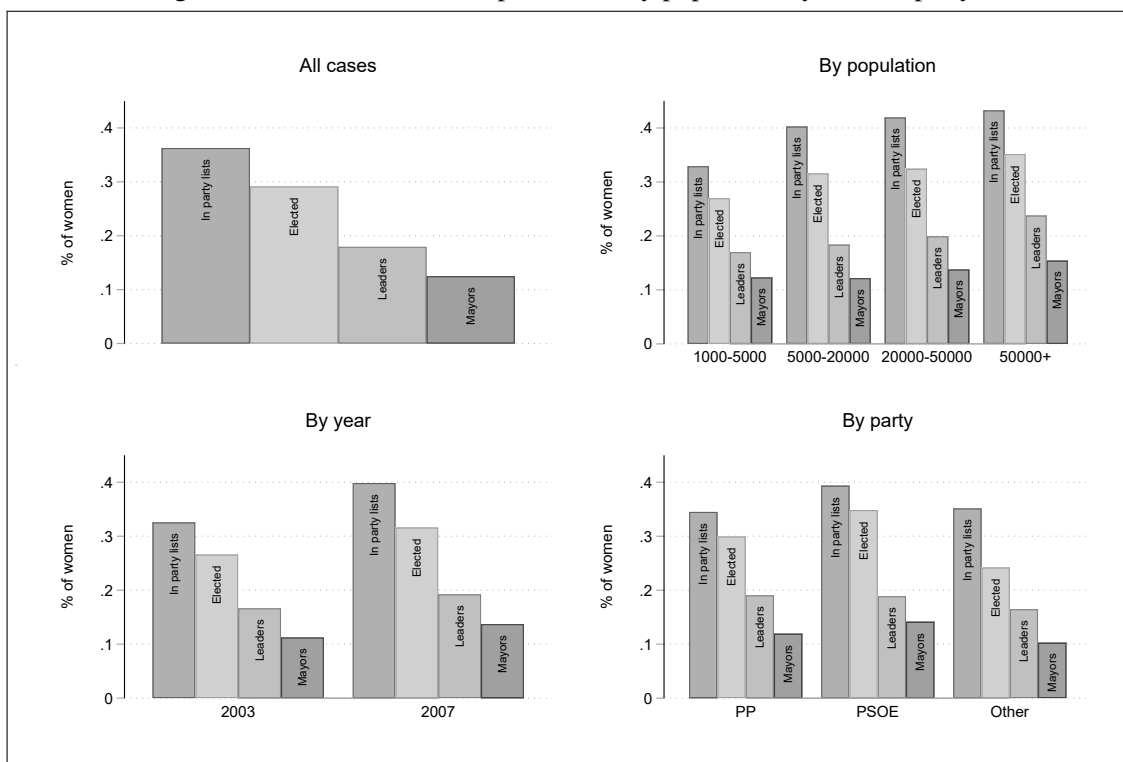 All cases
% of women
.4
.3
.2
.1
0
In party lists
Elected
Leaders
Mayors
By population
% of women
.4
.3
.2
.1
0
In party lists
Elected
Leaders
Mayors
In party lists
Elected
Leaders
Mayors
In party lists
Elected
Leaders
Mayors
In party lists
Elected
Leaders
Mayors
1000-5000 5000-20000 20000-50000 50000+
By year
% of women
.4
.3
.2
.1
0
In party lists
Elected
Leaders
Mayors
In party lists
Elected
Leaders
Mayors
2003 2007
By party
% of women
.4
.3
.2
.1
0
In party lists
Elected
Leaders
Mayors
In party lists
Elected
Leaders
Mayors
In party lists
Elected
Leaders
Mayors
PP PSOE Other